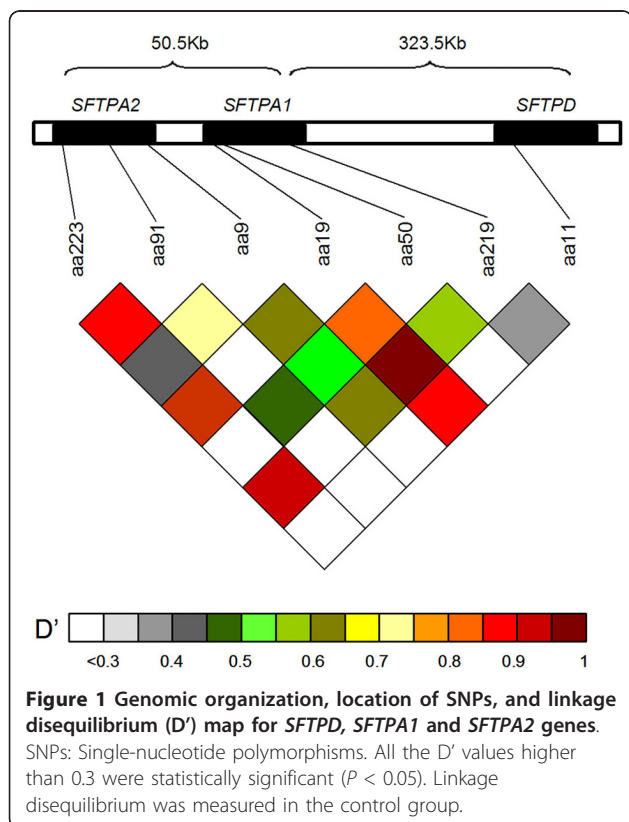 50.5Kb 323.5Kb
SFTPA2 SFTPA1 SFTPD
aa223 aa91 aa9 aa19 aa50 aa219 aa11
D'
<0.3 0.4 0.5 0.6 0.7 0.8 0.9 1
Figure 1 Genomic organization, location of SNPs, and linkage
disequilibrium (D') map for SFTPD, SFTPA1 and SFTPA2 genes.
SNPs: Single-nucleotide polymorphisms. All the D' values higher
than 0.3 were statistically significant (P < 0.05). Linkage
disequilibrium was measured in the control group.